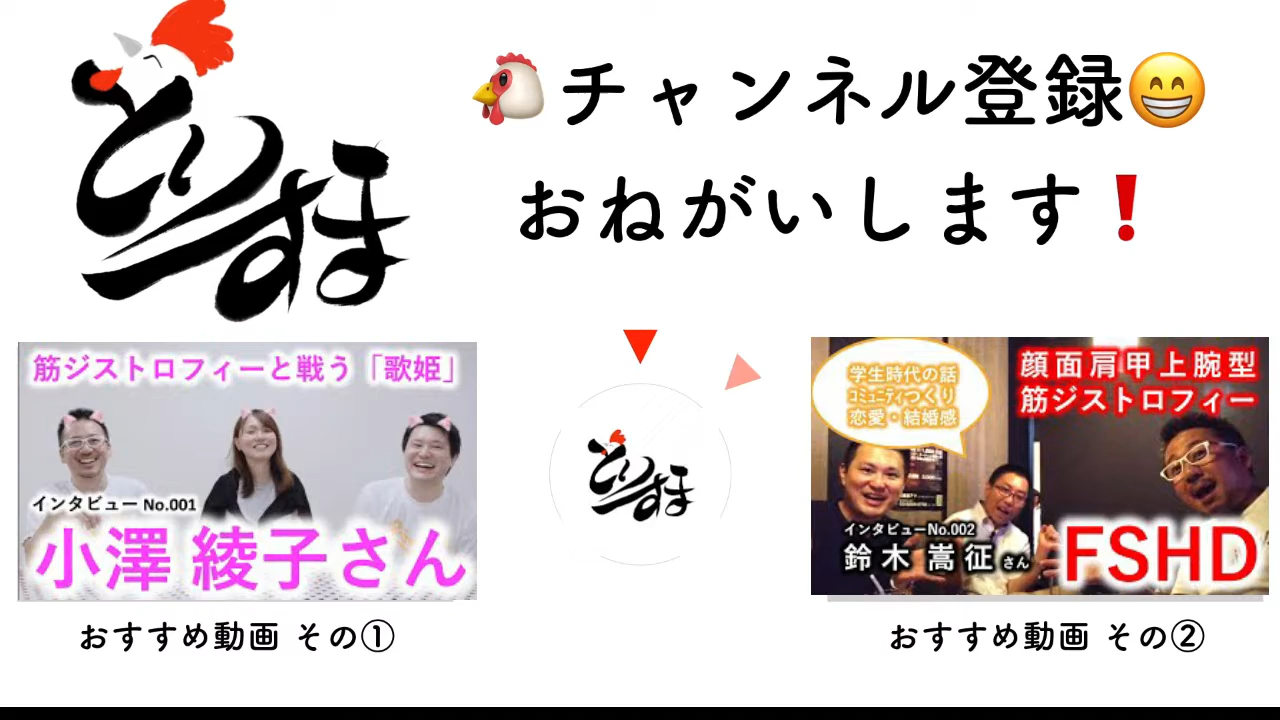 とりすま
🐔チャンネル登録😁
おねがいします❗
筋ジストロフィーと戦う「歌姫」
インタビュー No.001
小澤 綾子さん
おすすめ動画 その①
とりすま
学生時代の話
コミュニティつくり
恋愛・結婚感
顔面肩甲上腕型
筋ジストロフィー
インタビューNo.002
鈴木 嵩征 さん
FSHD
おすすめ動画 その②